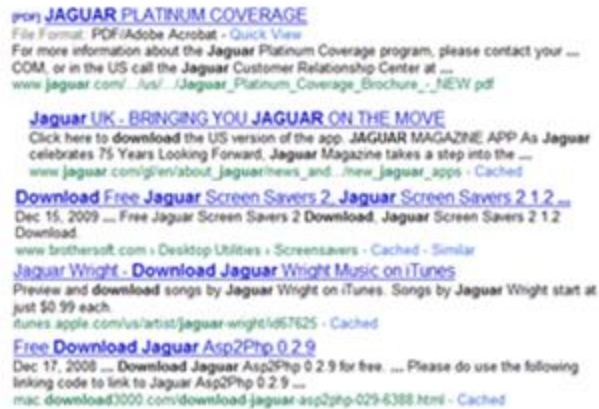 [PDF] JAGUAR PLATINUM COVERAGE
File Format: PDF/Adobe Acrobat - Quick View
For more information about the Jaguar Platinum Coverage program, please contact your ...
COM, or in the US call the Jaguar Customer Relationship Center at ...
www.jaguar.com/.../us/.../Jaguar_Platinum_Coverage_Brochure_-_NEW.pdf
Jaguar UK - BRINGING YOU JAGUAR ON THE MOVE
Click here to download the US version of the app. JAGUAR MAGAZINE APP As Jaguar
celebrates 75 Years Looking Forward, Jaguar Magazine takes a step into the ...
www.jaguar.com/gl/en/about_jaguar/news_and.../new_jaguar_apps - Cached
Download Free Jaguar Screen Savers 2, Jaguar Screen Savers 2 1.2 ...
Dec 15, 2009 ... Free Jaguar Screen Savers 2 Download, Jaguar Screen Savers 2 1.2
Download.
www.brothersoft.com › Desktop Utilities › Screensavers - Cached - Similar
Jaguar Wright - Download Jaguar Wright Music on iTunes
Preview and download songs by Jaguar Wright on iTunes. Songs by Jaguar Wright start at
just $0.99 each.
itunes.apple.com/us/artist/jaguar-wright/id67625 - Cached
Free Download Jaguar Asp2Php 0.2.9
Dec 17, 2008 ... Download Jaguar Asp2Php 0.2.9 for free. ... Please do use the following
linking code to link to Jaguar Asp2Php 0.2.9 ...
mac.download3000.com/download-jaguar-asp2php-029-6388.html - Cached